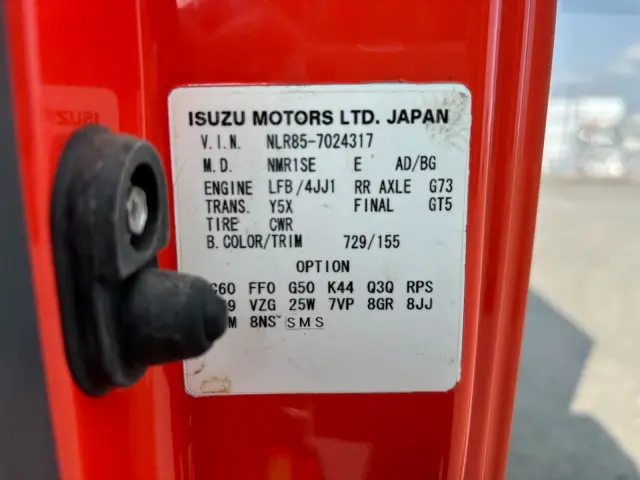 ISUZU MOTORS LTD. JAPAN
V.I.N. NLR85-7024317
M.D. NMR1SE E AD/BG
ENGINE LFB/4JJ1 RR AXLE G73
TRANS. Y5X FINAL GT5
TIRE CWR
B.COLOR/TRIM 729/155
OPTION
FF0 G50 K44 Q3Q RPS
VZG 25W 7VP 8GR 8JJ
8NS SMS